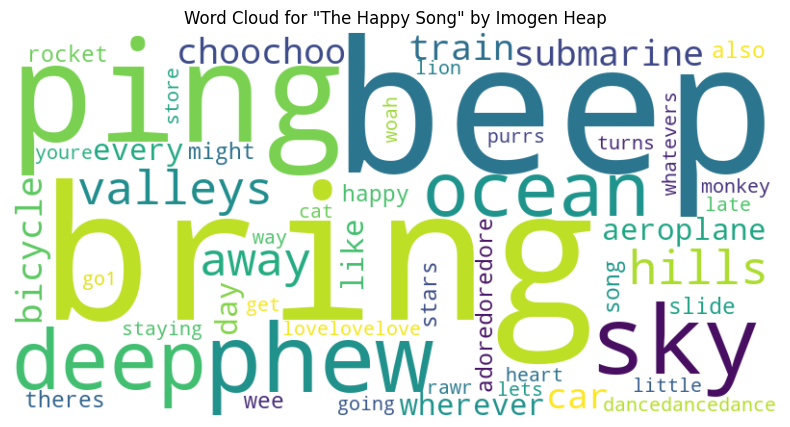 Word Cloud for "The Happy Song" by Imogen Heap
rocket
choochoo
train
submarine
also
ping
beep
store
lion
woah
purrs
turns
whatevers
youre
every
might
monkey
bicycle
valleys
cat
happy
ocean
late
bring
way
away
like
adoredoredore
aeroplane
go1
day
get
stars
song
hills
slide
staying
lovelovelove
sky
deep
phew
heart
rawr
lets
little
theres
wee
going
wherever
car
dancedancedance